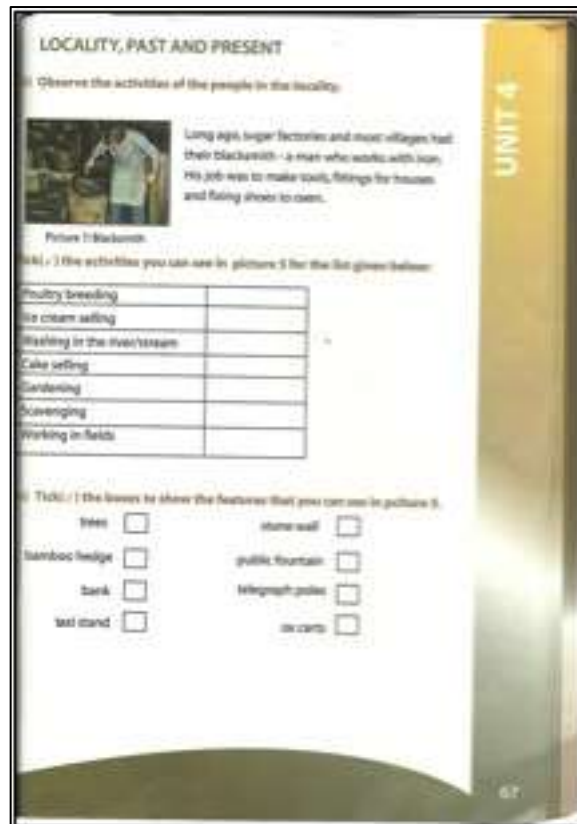 LOCALITY, PAST AND PRESENT
Observe the activities of the people in the locality.
UNIT 4
Long ago, sugar factories and most villages had
their blacksmith - a man who works with iron.
His job was to make tools, fittings for houses
and fixing shoes to oxen.
Picture 7: Blacksmith
the activities you can see in picture 5 for the list given below:
Poultry breeding
Ice cream selling
Washing in the river/stream
Cake selling
Gardening
Scavenging
Working in fields
Tick( ✓ ) the boxes to show the features that you can see in picture 5.
trees
stone wall
bamboo hedge
public fountain
bank
telegraph poles
taxi stand
ox carts
67